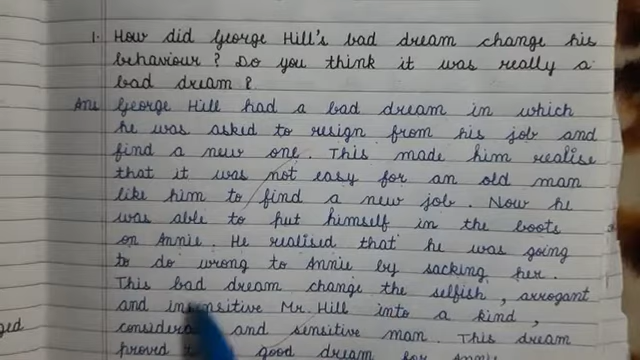 1. How did George Hill's bad dream change his
behaviour? Do you think it was really a
bad dream?
Ans George Hill had a bad dream in which
he was asked to resign from his job and
find a new one. This made him realise
that it was not easy for an old man
like him to find a new job. Now he
was able to put himself in the boots
on Annie. He realised that he was going
to do wrong to Annie by sacking her.
This bad dream change the selfish, arrogant
and insensitive Mr. Hill into a kind,
and sensitive man. This dream
proved good dream for Annie